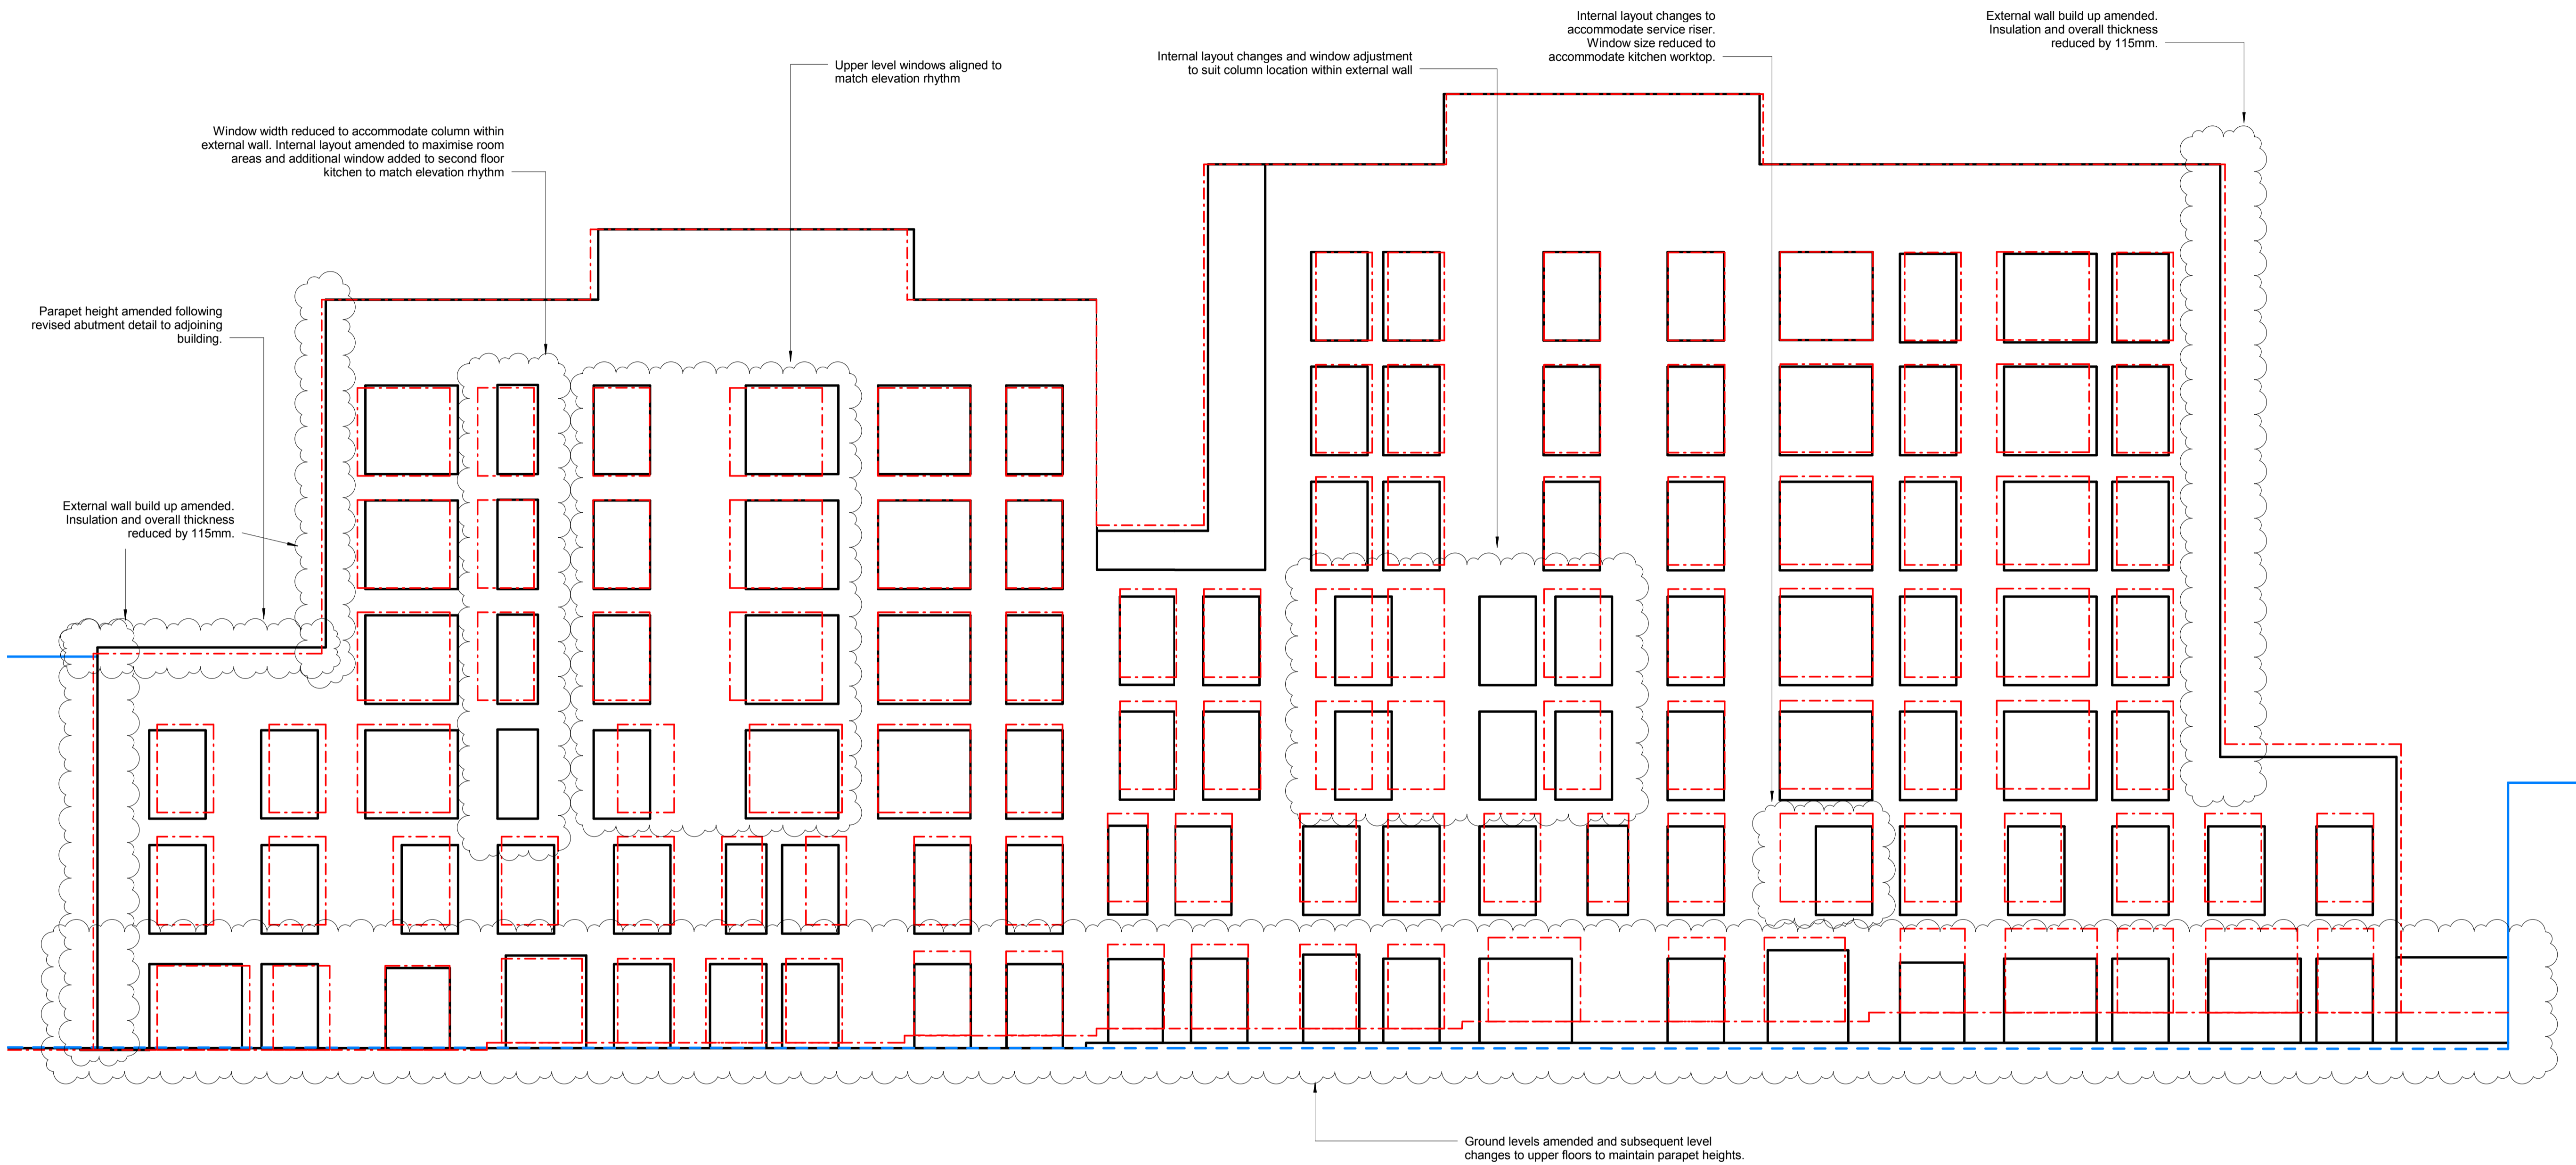 Internal layout changes to
accommodate service riser.
Window size reduced to
accommodate kitchen worktop.
External wall build up amended.
Insulation and overall thickness
reduced by 115mm.
Internal layout changes and window adjustment
to suit column location within external wall
Upper level windows aligned to
match elevation rhythm
Window width reduced to accommodate column within
external wall. Internal layout amended to maximise room
areas and additional window added to second floor
kitchen to match elevation rhythm
Parapet height amended following
revised abutment detail to adjoining
building.
External wall build up amended.
Insulation and overall thickness
reduced by 115mm.
Ground levels amended and subsequent level
changes to upper floors to maintain parapet heights.